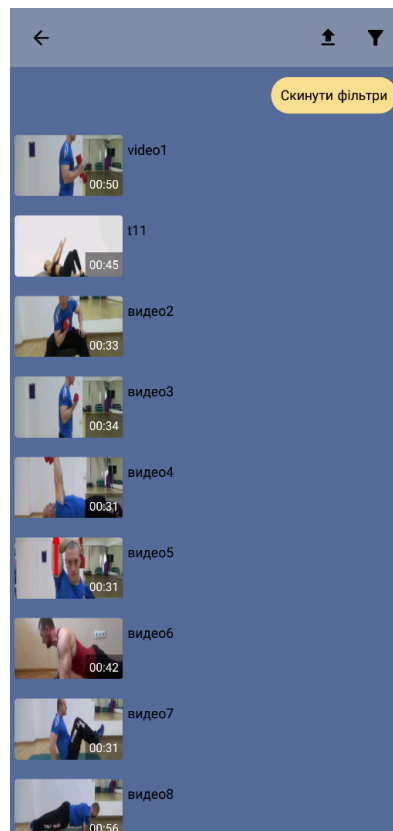 Скинути фільтри
video1
00:50
t11
00:45
видео2
00:33
видео3
00:34
видео4
00:31
видео5
00:31
видео6
00:42
видео7
00:31
видео8
00:56